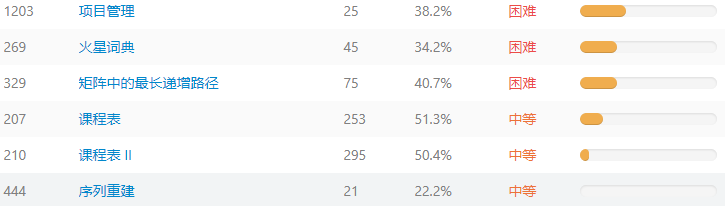 1203 项目管理 25 38.2% 困难
269 火星词典 45 34.2% 困难
329 矩阵中的最长递增路径 75 40.7% 困难
207 课程表 253 51.3% 中等
210 课程表 II 295 50.4% 中等
444 序列重建 21 22.2% 中等